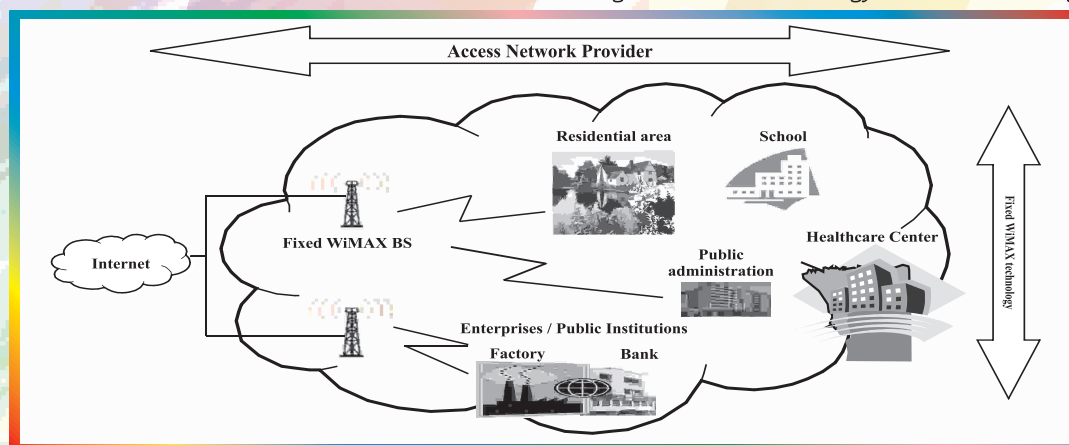 Access Network Provider
Residential area
School
Fixed WiMAX BS
Healthcare Center
Internet
Public
administration
Fixed WiMAX technology
Enterprises / Public Institutions
Factory
Bank